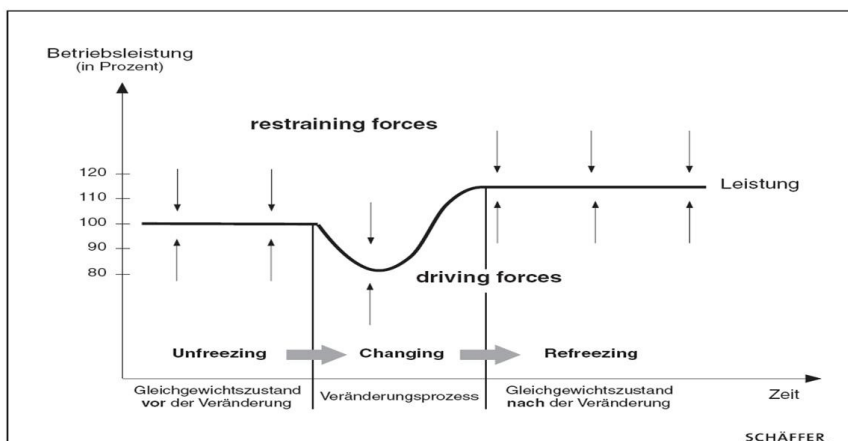 Betriebsleistung
(in Prozent)
restraining forces
120
110
100
90
80
Leistung
driving forces
Unfreezing
Changing
Refreezing
Gleichgewichtszustand
vor der Veränderung
Veränderungsprozess
Gleichgewichtszustand
nach der Veränderung
Zeit
SCHÄFFER